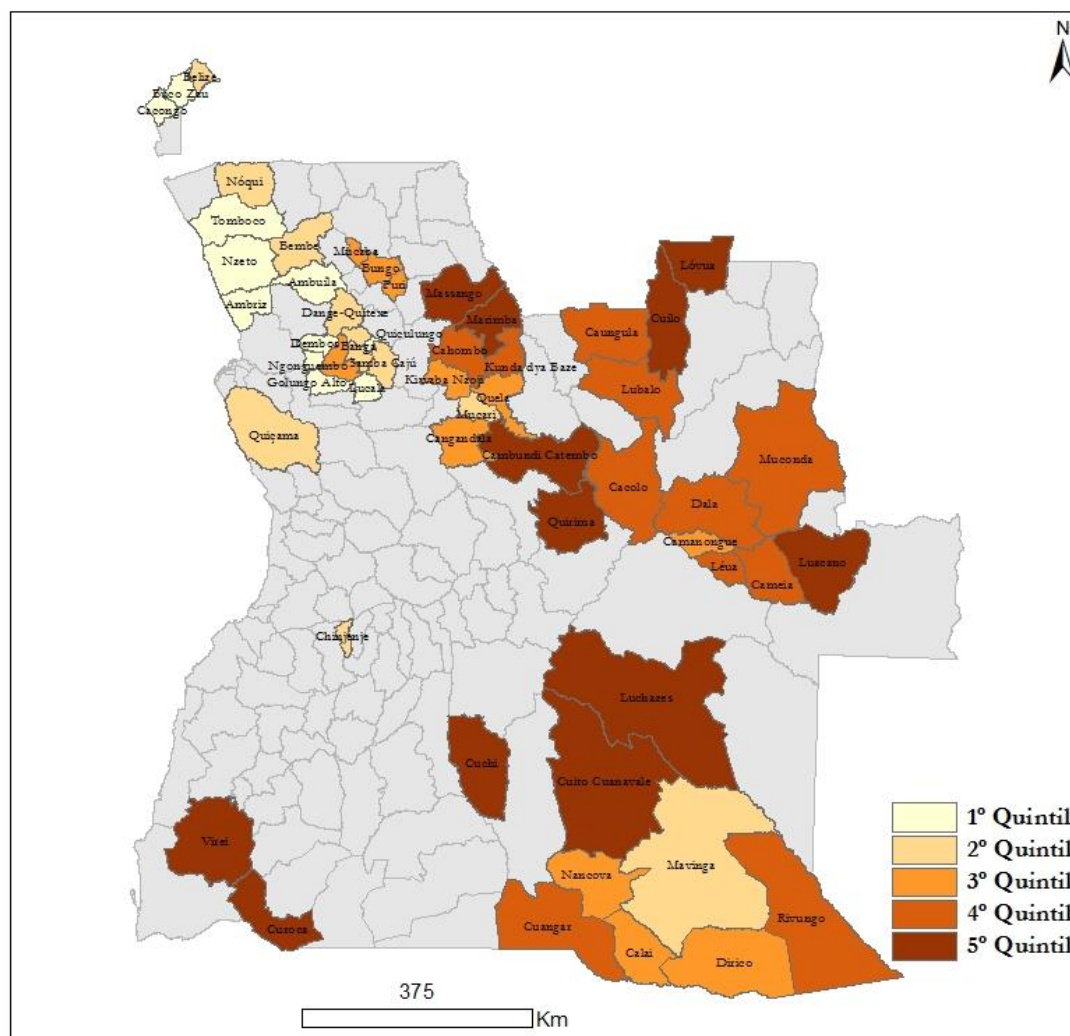 N
Belize
Buco Zau
Cacongo
Nóqui
Tomboco
Bembe
Nzeto
Mucaba
Bungo
Puri
Ambuíla
Ambriz
Dange-Quitexe
Quiculungo
Dembos
Banga
Samba Cajú
Ngonguembo
Golungo Alto
Lucala
Quiçama
Massango
Marimba
Cahombo
Kunda dya Baze
Kiwaba Nzoji
Quela
Mucari
Cangandala
Cambundi Catembo
Quirima
Lóvua
Cuilo
Caungula
Lubalo
Cacolo
Muconda
Dala
Camanongue
Léua
Cameia
Luacano
Chinjenje
Luchazes
Cuchi
Cuito Cuanavale
Virei
Curoca
Mavinga
Nancova
Rivungo
Cuangar
Calai
Dirico
1º Quintil
2º Quintil
3º Quintil
4º Quintil
5º Quintil
375
Km